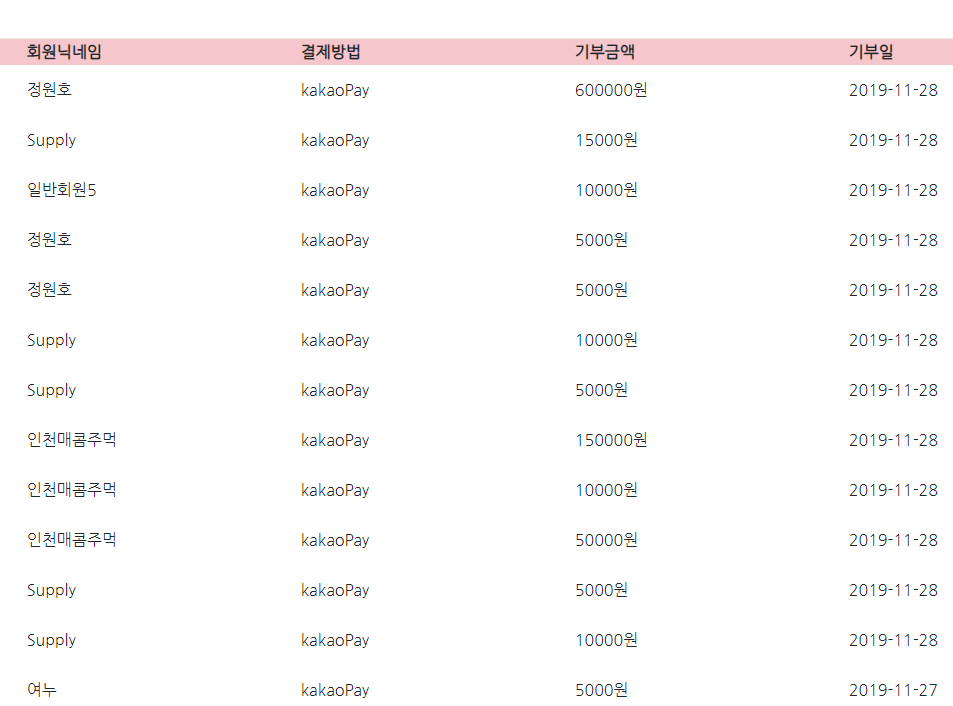 회원닉네임 결제방법 기부금액 기부일
정원호 kakaoPay 600000원 2019-11-28
Supply kakaoPay 15000원 2019-11-28
일반회원5 kakaoPay 10000원 2019-11-28
정원호 kakaoPay 5000원 2019-11-28
정원호 kakaoPay 5000원 2019-11-28
Supply kakaoPay 10000원 2019-11-28
Supply kakaoPay 5000원 2019-11-28
인천매콤주먹 kakaoPay 150000원 2019-11-28
인천매콤주먹 kakaoPay 10000원 2019-11-28
인천매콤주먹 kakaoPay 50000원 2019-11-28
Supply kakaoPay 5000원 2019-11-28
Supply kakaoPay 10000원 2019-11-28
여누 kakaoPay 5000원 2019-11-27